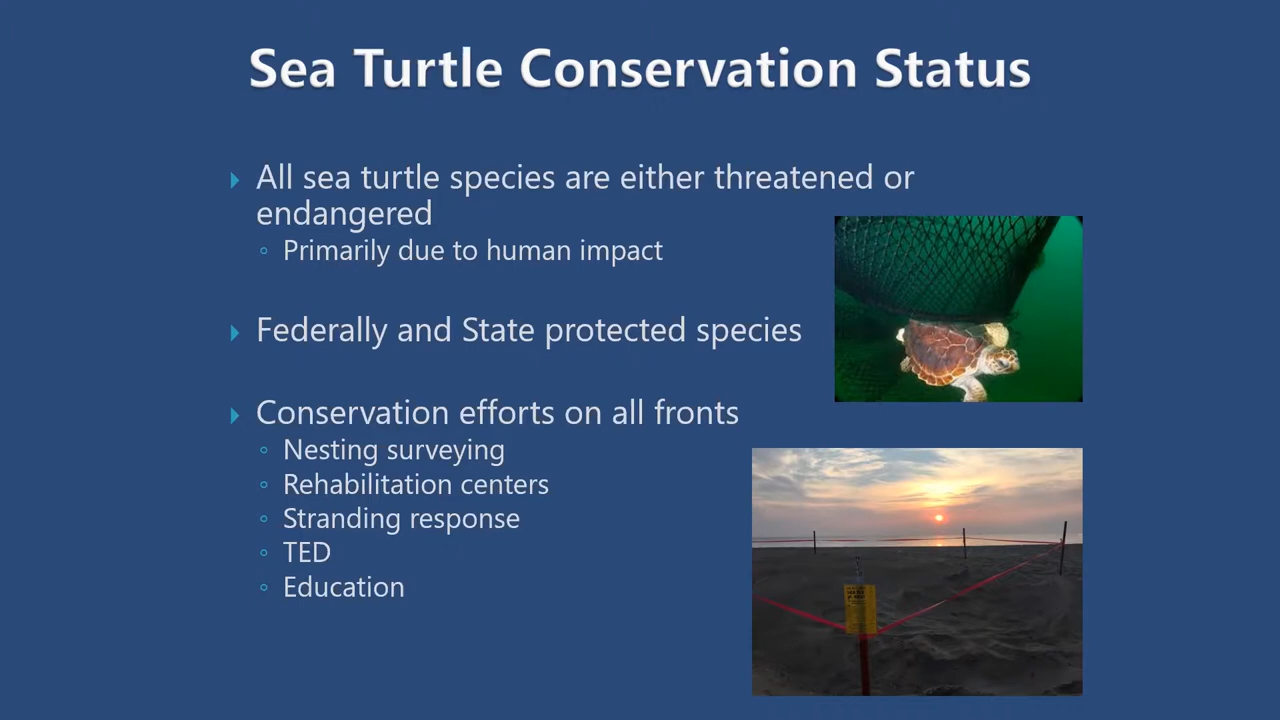 Sea Turtle Conservation Status
All sea turtle species are either threatened or
endangered
Primarily due to human impact
Federally and State protected species
Conservation efforts on all fronts
Nesting surveying
Rehabilitation centers
Stranding response
TED
Education